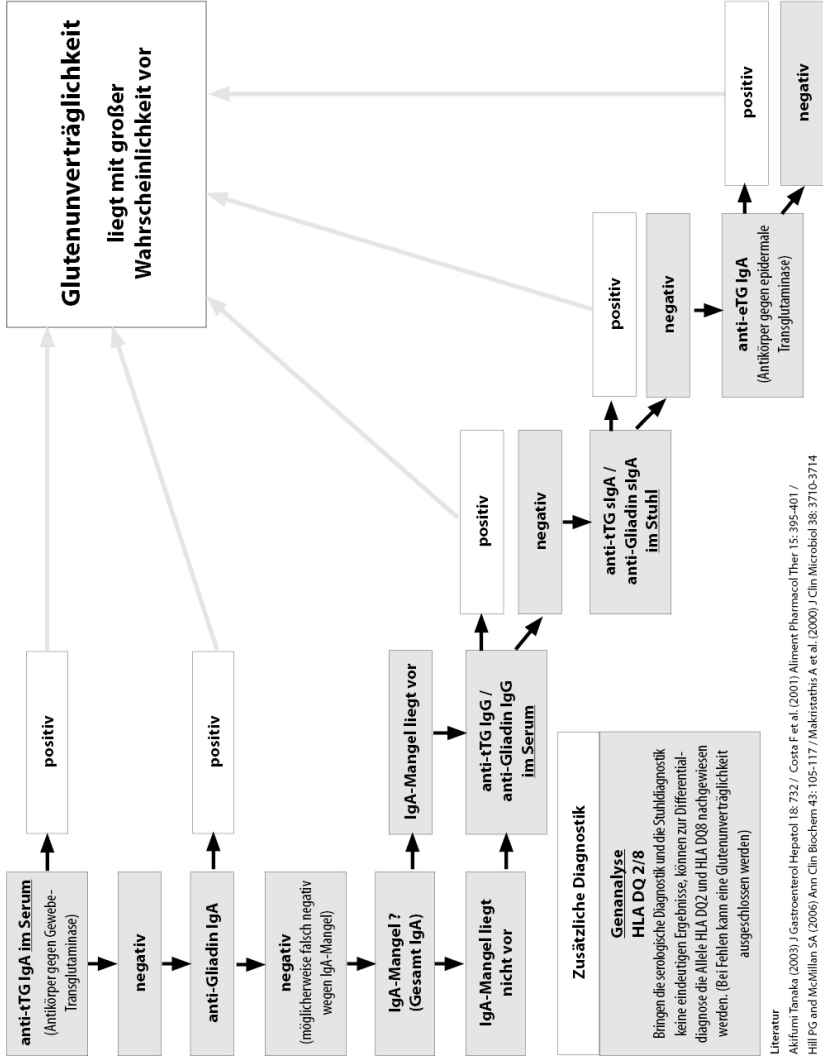 Glutenunverträglichkeit
liegt mit großer
Wahrscheinlichkeit vor
anti-tTG IgA im Serum
(Antikörper gegen Gewebe-
Transglutaminase)
positiv
negativ
anti-Gliadin IgA
positiv
negativ
(möglicherweise falsch negativ
wegen IgA-Mangel)
IgA-Mangel ?
(Gesamt IgA)
IgA-Mangel liegt vor
IgA-Mangel liegt
nicht vor
anti-tTG IgG /
anti-Gliadin IgG
im Serum
positiv
negativ
anti-tTG sIgA /
anti-Gliadin sIgA
im Stuhl
positiv
negativ
anti-eTG IgA
(Antikörper gegen epidermale
Transglutaminase)
positiv
negativ
Zusätzliche Diagnostik
Genanalyse
HLA DQ 2/8
Bringen die serologische Diagnostik und die Stuhldiagnostik
keine eindeutigen Ergebnisse, können zur Differential-
diagnose die Allele HLA DQ2 und HLA DQ8 nachgewiesen
werden. (Bei Fehlen kann eine Glutenunverträglichkeit
ausgeschlossen werden)
Literatur
Akifumi Tanaka (2003) J Gastroenterol Hepatol 18: 732 / Costa F et al. (2001) Aliment Pharmacol Ther 15: 395-401 /
Hill PG and McMillan SA (2006) Ann Clin Biochem 43: 105-117 / Makristathis A et al. (2000) J Clin Microbiol 38: 3710-3714